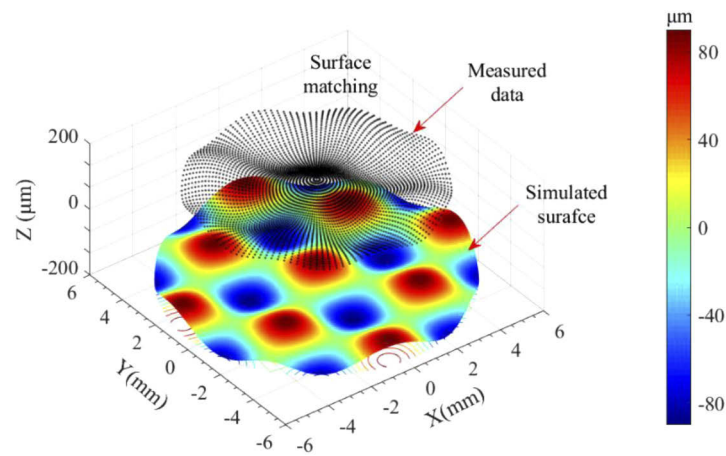 μm
Surface
matching
Measured
data
Simulated
surafce
80
40
0
-40
-80
Z (μm)
200
0
-200
Y(mm)
6
4
2
0
-2
-4
-6
X(mm)
-6
-4
-2
0
2
4
6